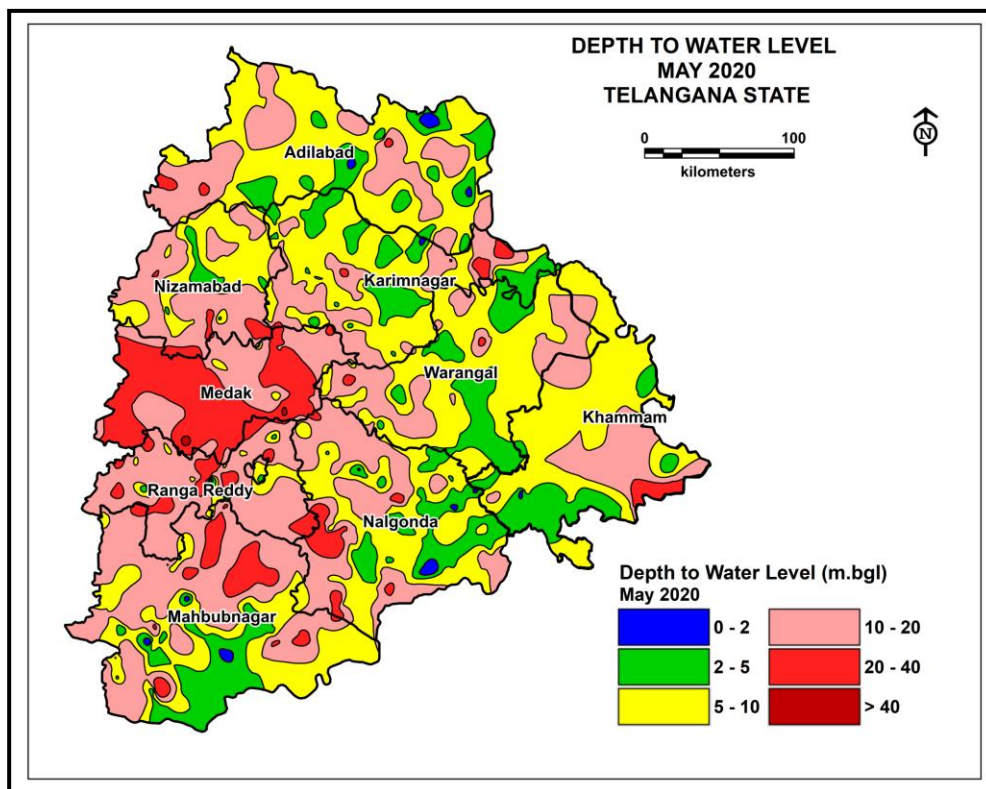 DEPTH TO WATER LEVEL
MAY 2020
TELANGANA STATE
0 100
kilometers
N
Adilabad
Nizamabad
Karimnagar
Medak
Warangal
Khammam
Ranga Reddy
Nalgonda
Mahbubnagar
Depth to Water Level (m.bgl)
May 2020
0 - 2 10 - 20
2 - 5 20 - 40
5 - 10 > 40